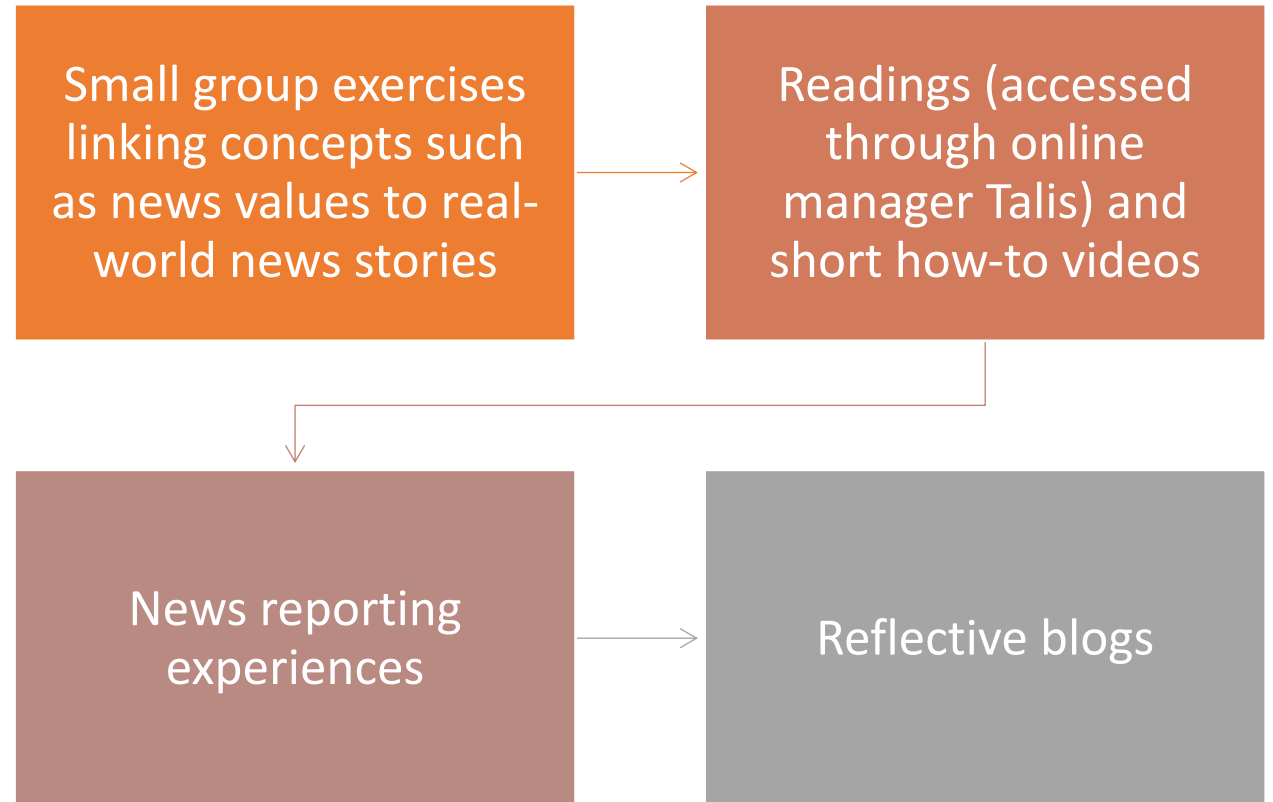 Small group exercises
linking concepts such
as news values to real-
world news stories
Readings (accessed
through online
manager Talis) and
short how-to videos
News reporting
experiences
Reflective blogs